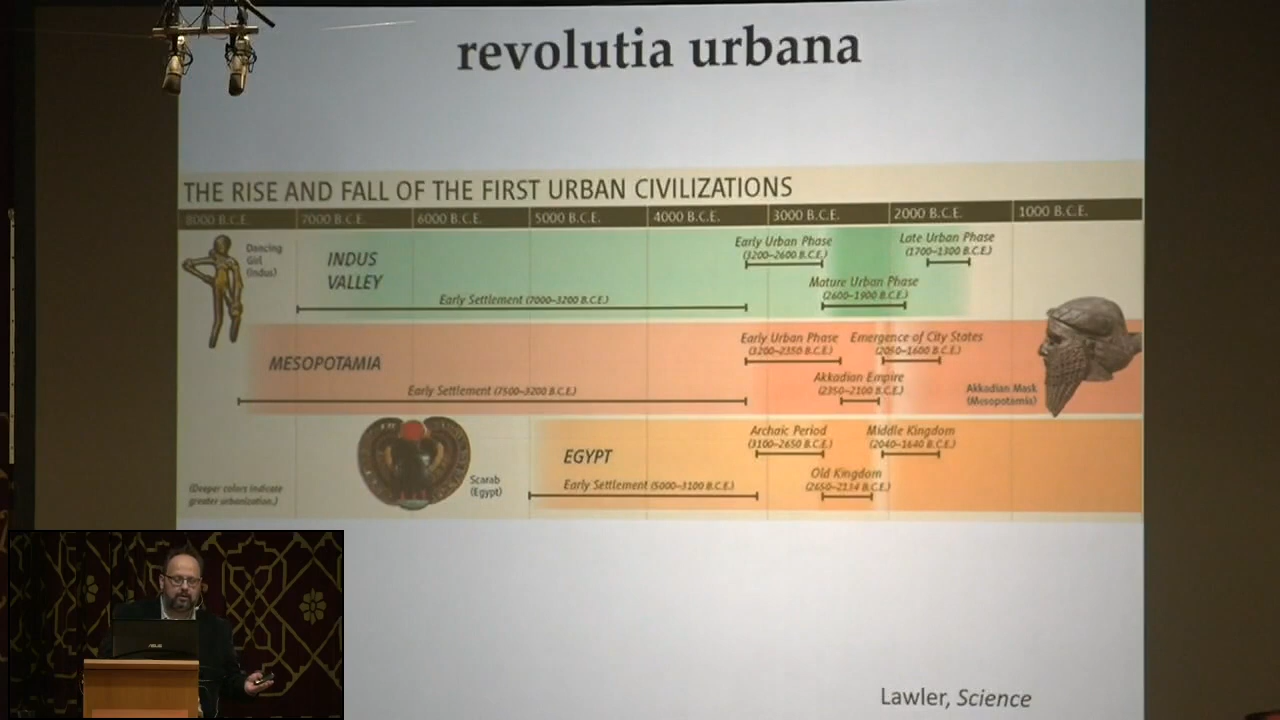 revolutia urbana
THE RISE AND FALL OF THE FIRST URBAN CIVILIZATIONS
8000 B.C.E. 7000 B.C.E. 6000 B.C.E. 5000 B.C.E. 4000 B.C.E. 3000 B.C.E. 2000 B.C.E. 1000 B.C.E.
Dancing
Girl
(Indus)
INDUS
VALLEY
Early Settlement (7000–3200 B.C.E.)
Early Urban Phase
(3200–2600 B.C.E.)
Late Urban Phase
(1700–1300 B.C.E.)
Mature Urban Phase
(2600–1900 B.C.E.)
MESOPOTAMIA
Early Settlement (7500–3200 B.C.E.)
Early Urban Phase
(3200–2350 B.C.E.)
Emergence of City States
(2050–1600 B.C.E.)
Akkadian Empire
(2350–2100 B.C.E.)
Akkadian Mask
(Mesopotamia)
EGYPT
Early Settlement (5000–3100 B.C.E.)
Archaic Period
(3100–2650 B.C.E.)
Middle Kingdom
(2040–1640 B.C.E.)
Old Kingdom
(2650–2134 B.C.E.)
Scarab
(Egypt)
(Deeper colors indicate
greater urbanization.)
ASUS
Lawler, Science